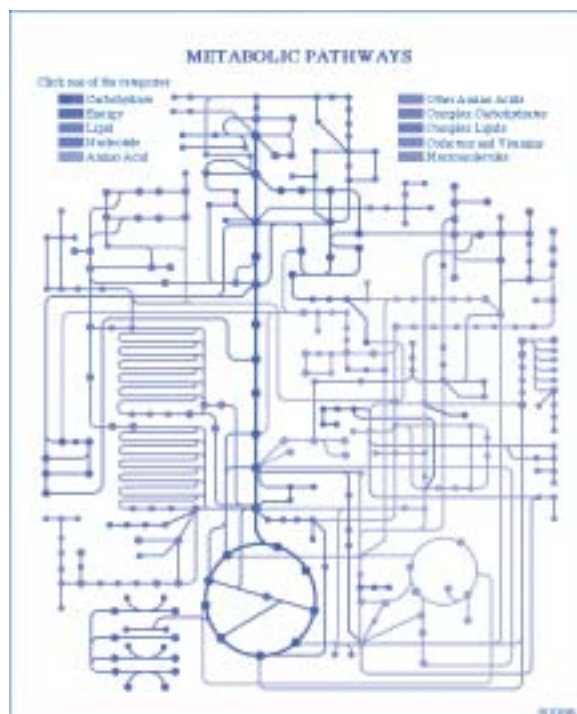 METABOLIC PATHWAYS
Click one of the categories
Carbohydrate
Energy
Lipid
Nucleotide
Amino Acid
Other Amino Acids
Complex Carbohydrates
Complex Lipids
Cofactors and Vitamins
Macromolecules